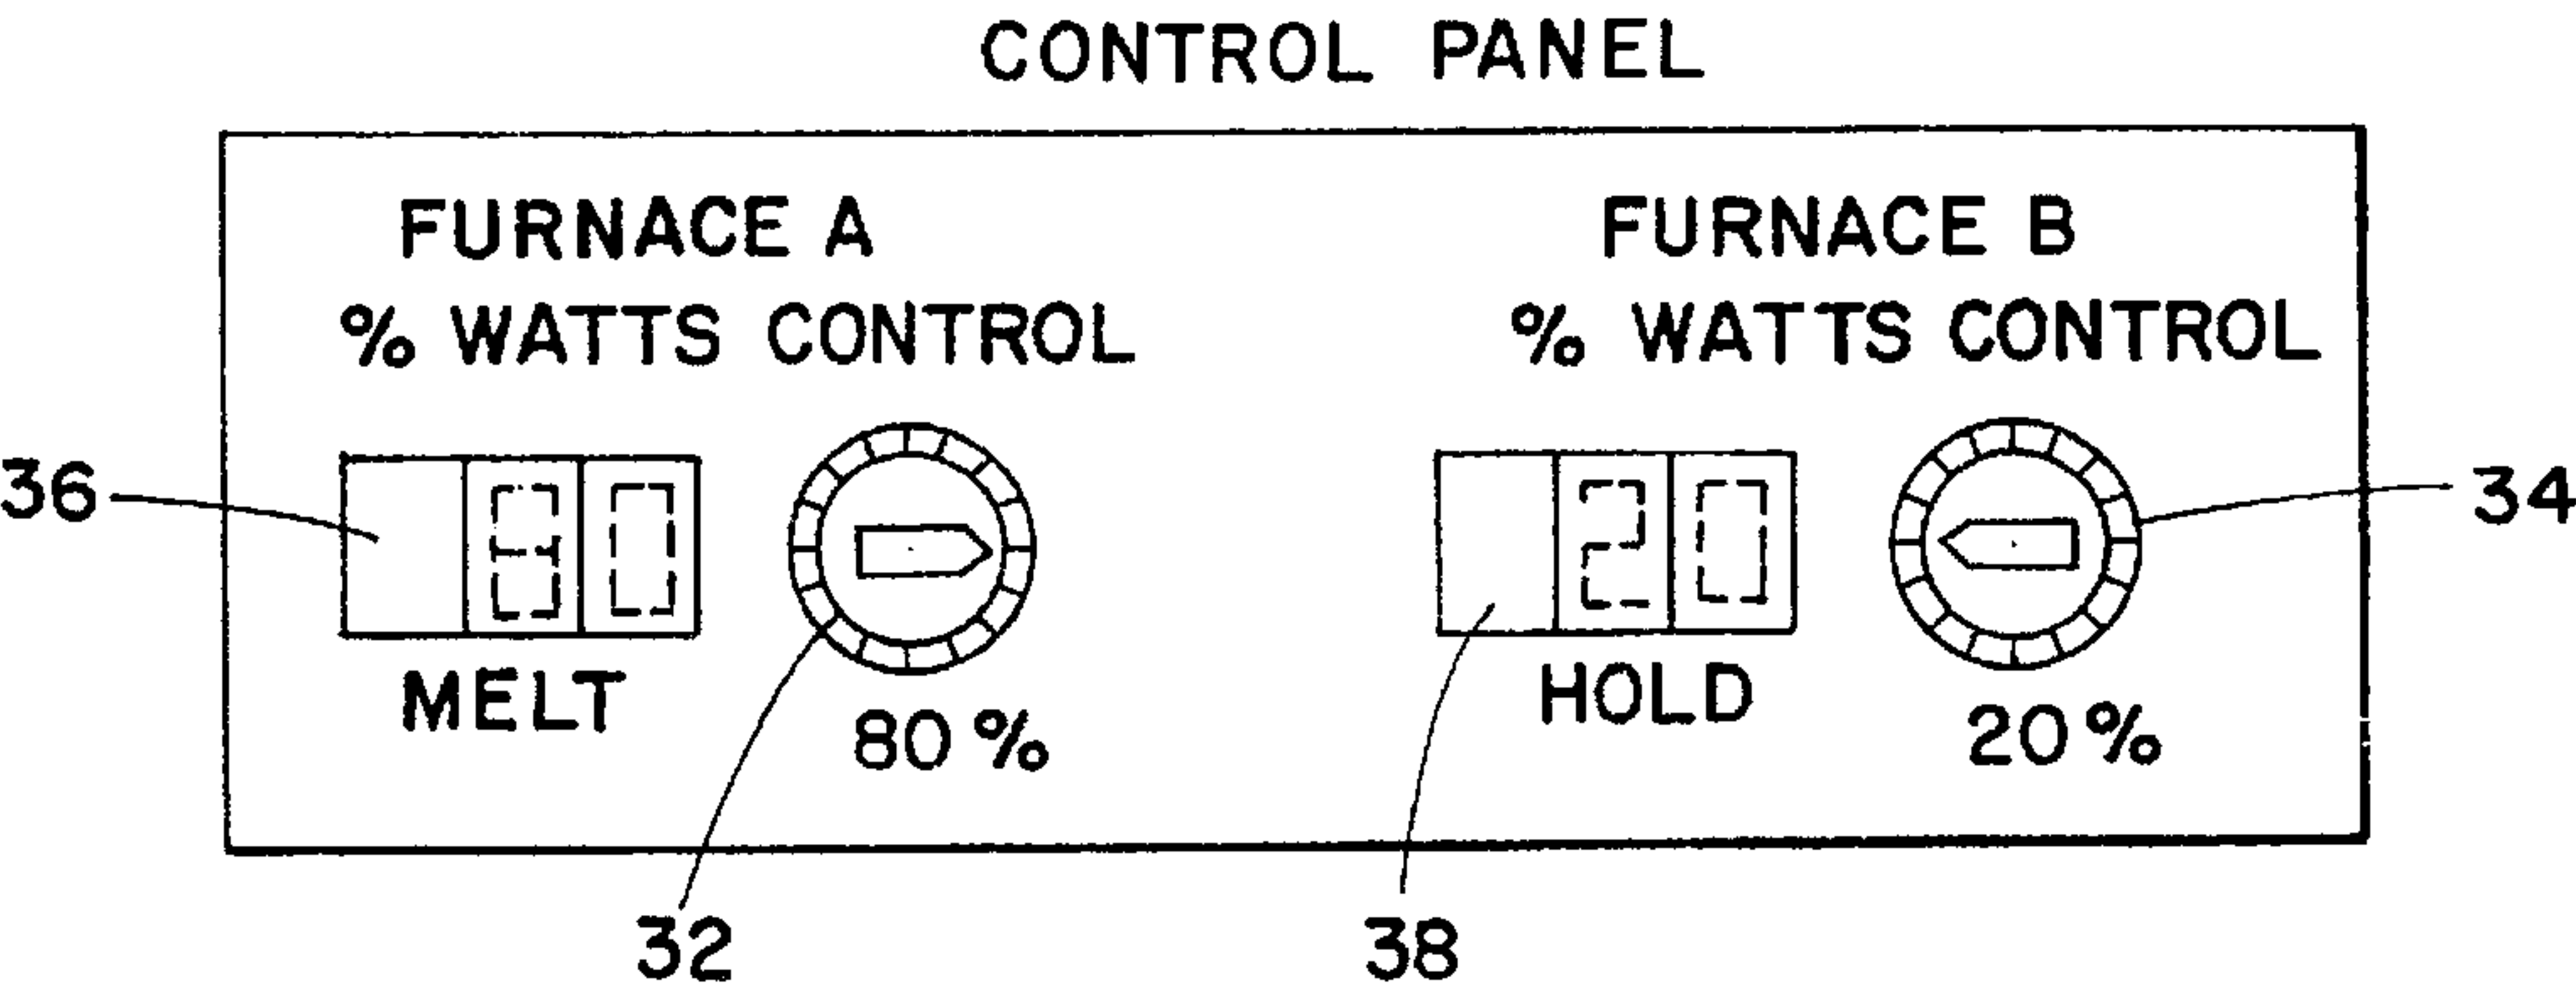 CONTROL PANEL
FURNACE A
% WATTS CONTROL
FURNACE B
% WATTS CONTROL
36
80
MELT
80%
20
HOLD
20%
34
32
38